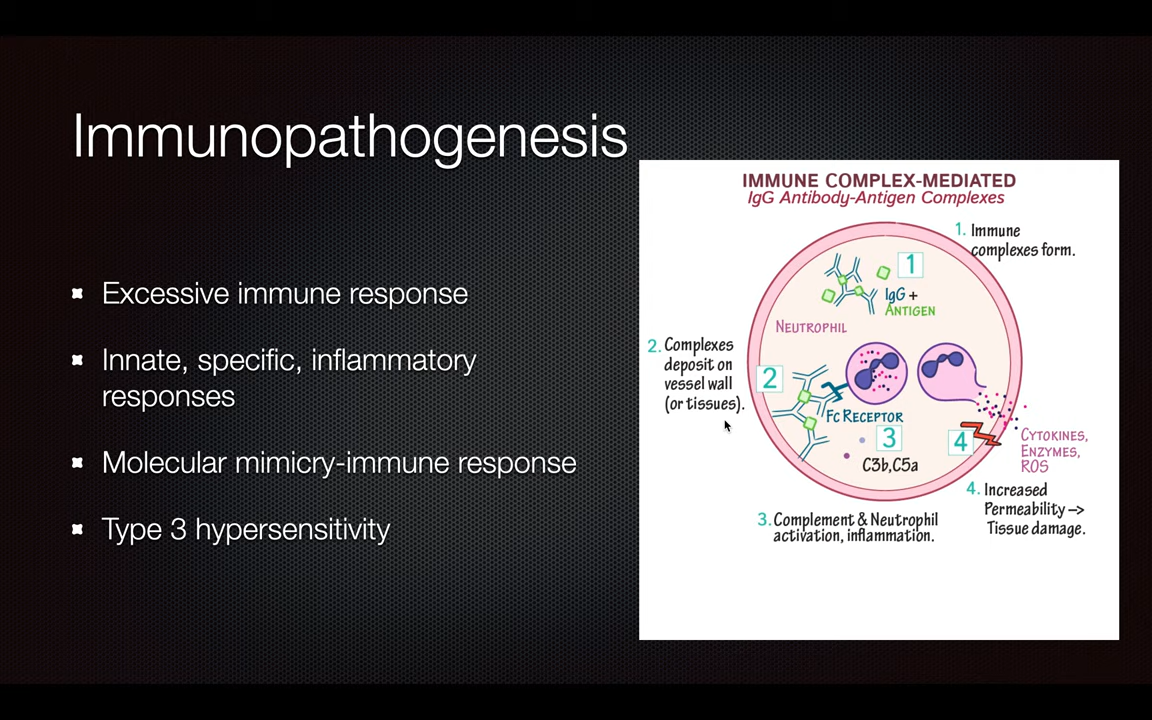 Immunopathogenesis
Excessive immune response
Innate, specific, inflammatory
responses
Molecular mimicry-immune response
Type 3 hypersensitivity
IMMUNE COMPLEX-MEDIATED
IgG Antibody-Antigen Complexes
1. Immune
complexes form.
1
IgG +
ANTIGEN
NEUTROPHIL
2. Complexes
deposit on
vessel wall
(or tissues).
2
FC RECEPTOR
3
C3b,C5a
4
CYTOKINES,
ENZYMES,
ROS
3. Complement & Neutrophil
activation, inflammation.
4. Increased
Permeability →
Tissue damage.